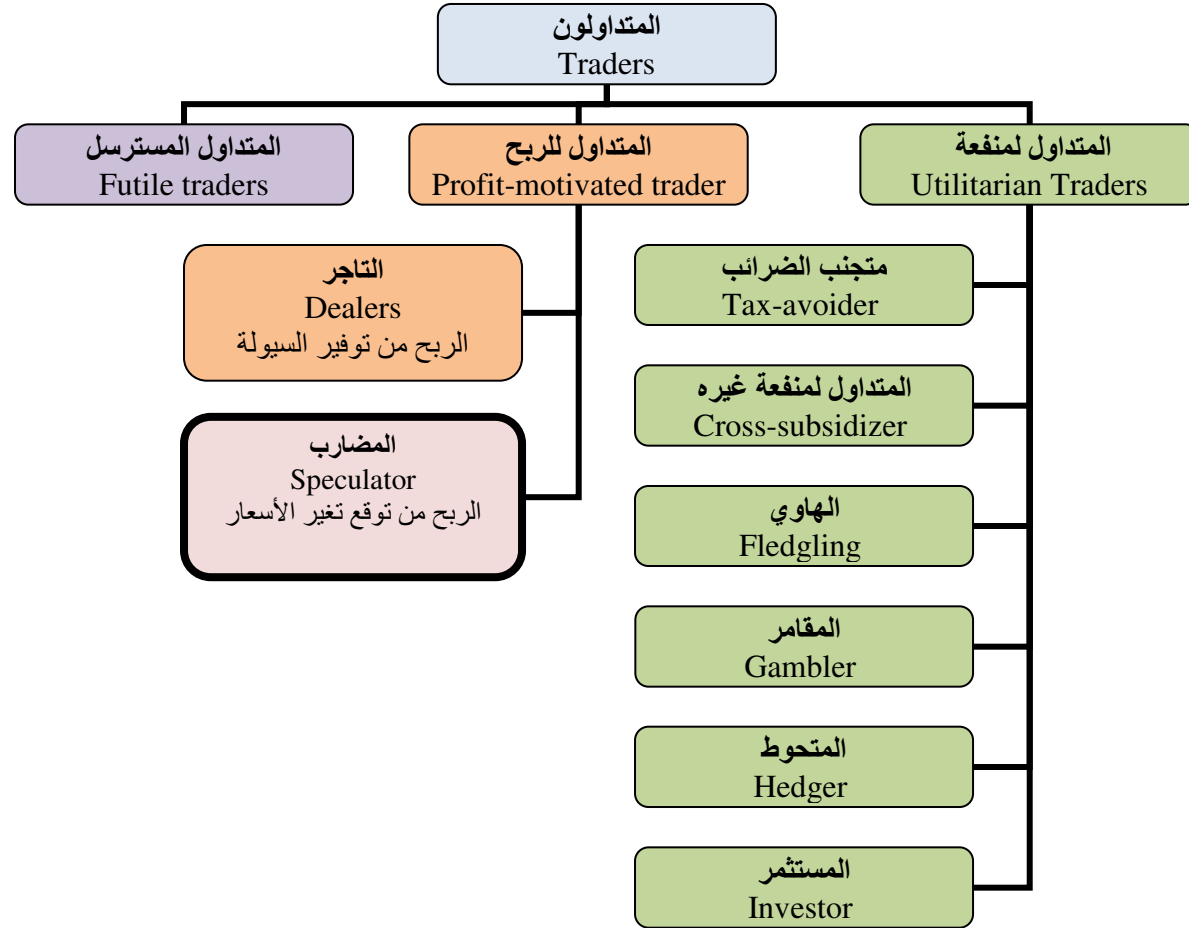 المتداولون
Traders
المتداول لمنفعة
Utilitarian Traders
المتداول للربح
Profit-motivated trader
المتداول المسترسل
Futile traders
متجنب الضرائب
Tax-avoider
المتداول لمنفعة غيره
Cross-subsidizer
الهاوي
Fledgling
المقامر
Gambler
المتحوط
Hedger
المستثمر
Investor
التاجر
Dealers
الربح من توفير السيولة
المضارب
Speculator
الربح من توقع تغير الأسعار